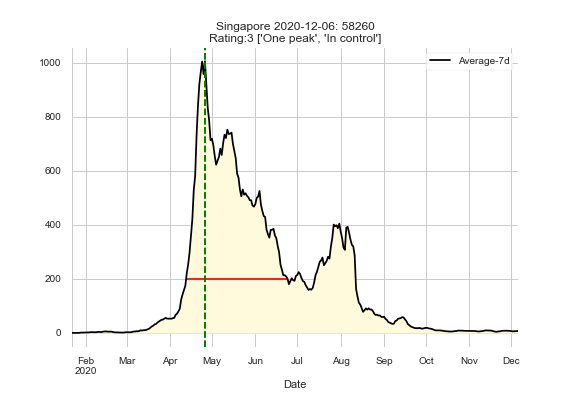 Singapore 2020-12-06: 58260
Rating:3 ['One peak', 'In control']
Average-7d
1000
800
600
400
200
0
Feb Mar Apr May Jun Jul Aug Sep Oct Nov Dec
2020
Date